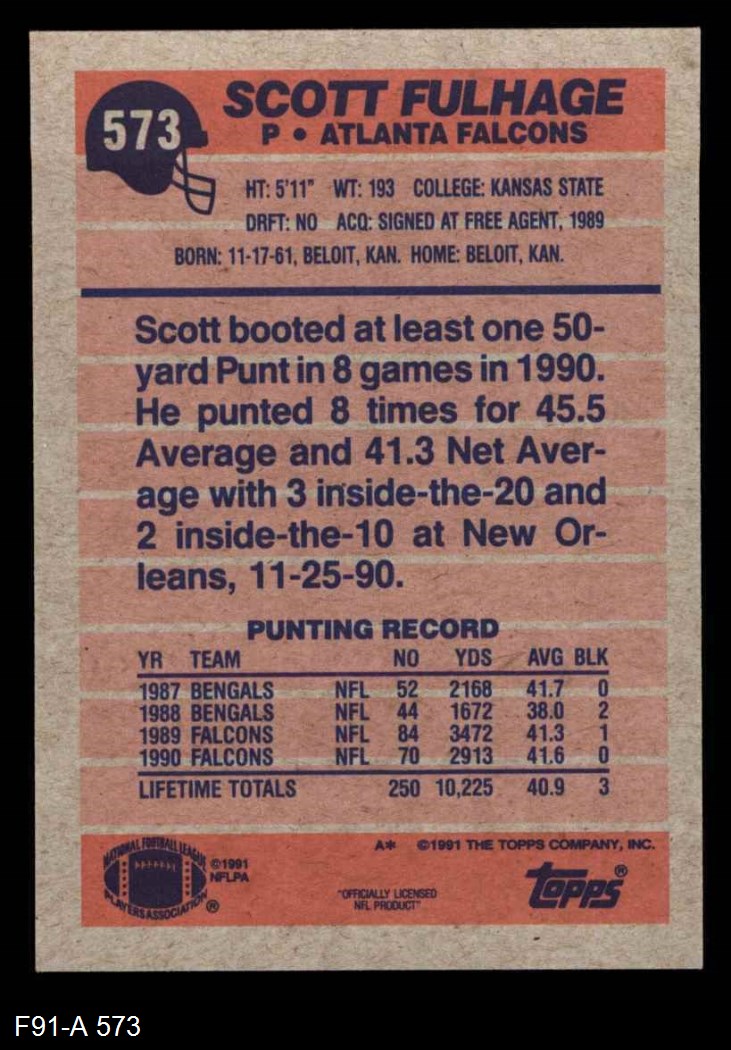 573
SCOTT FULHAGE
P • ATLANTA FALCONS
HT: 5'11" WT: 193 COLLEGE: KANSAS STATE
DRFT: NO ACQ: SIGNED AT FREE AGENT, 1989
BORN: 11-17-61, BELOIT, KAN. HOME: BELOIT, KAN.
Scott booted at least one 50-
yard Punt in 8 games in 1990.
He punted 8 times for 45.5
Average and 41.3 Net Aver-
age with 3 inside-the-20 and
2 inside-the-10 at New Or-
leans, 11-25-90.
PUNTING RECORD
YR TEAM NO YDS AVG BLK
1987 BENGALS NFL 52 2168 41.7 0
1988 BENGALS NFL 44 1672 38.0 2
1989 FALCONS NFL 84 3472 41.3 1
1990 FALCONS NFL 70 2913 41.6 0
LIFETIME TOTALS 250 10,225 40.9 3
A* ©1991 THE TOPPS COMPANY, INC.
NATIONAL FOOTBALL LEAGUE
PLAYERS ASSOCIATION ®
©1991
NFLPA
"OFFICIALLY LICENSED
NFL PRODUCT"
TOPPS®
F91-A 573